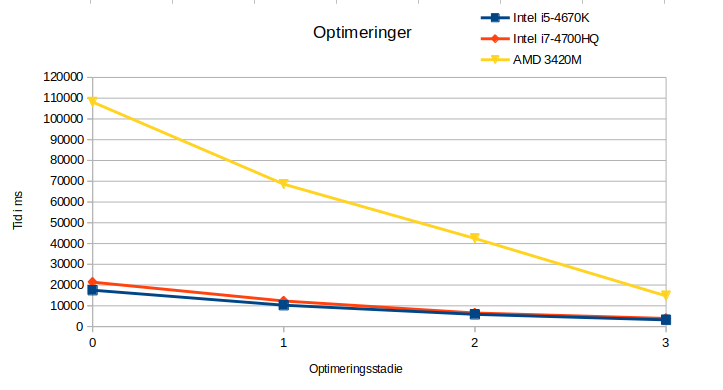 Optimeringer
Intel i5-4670K
Intel i7-4700HQ
AMD 3420M
120000
110000
100000
90000
80000
70000
60000
50000
40000
30000
20000
10000
0
Tid i ms
0 1 2 3
Optimeringsstadie